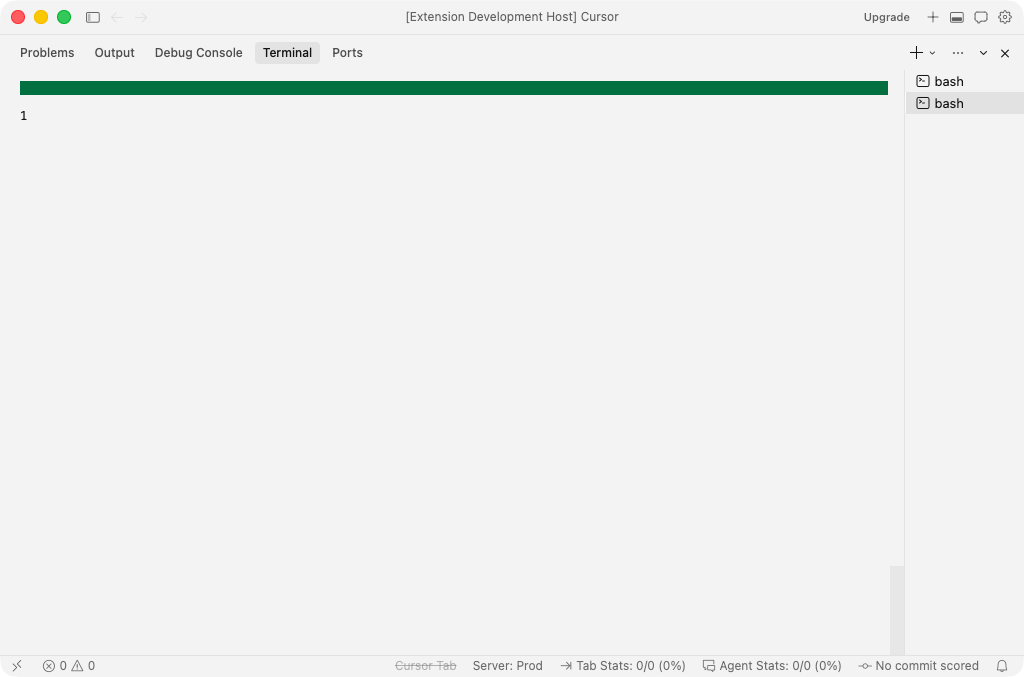 [Extension Development Host] Cursor
Upgrade
Problems Output Debug Console Terminal Ports
bash
bash
1
0 0 Cursor Tab Server: Prod Tab Stats: 0/0 (0%) Agent Stats: 0/0 (0%) No commit scored